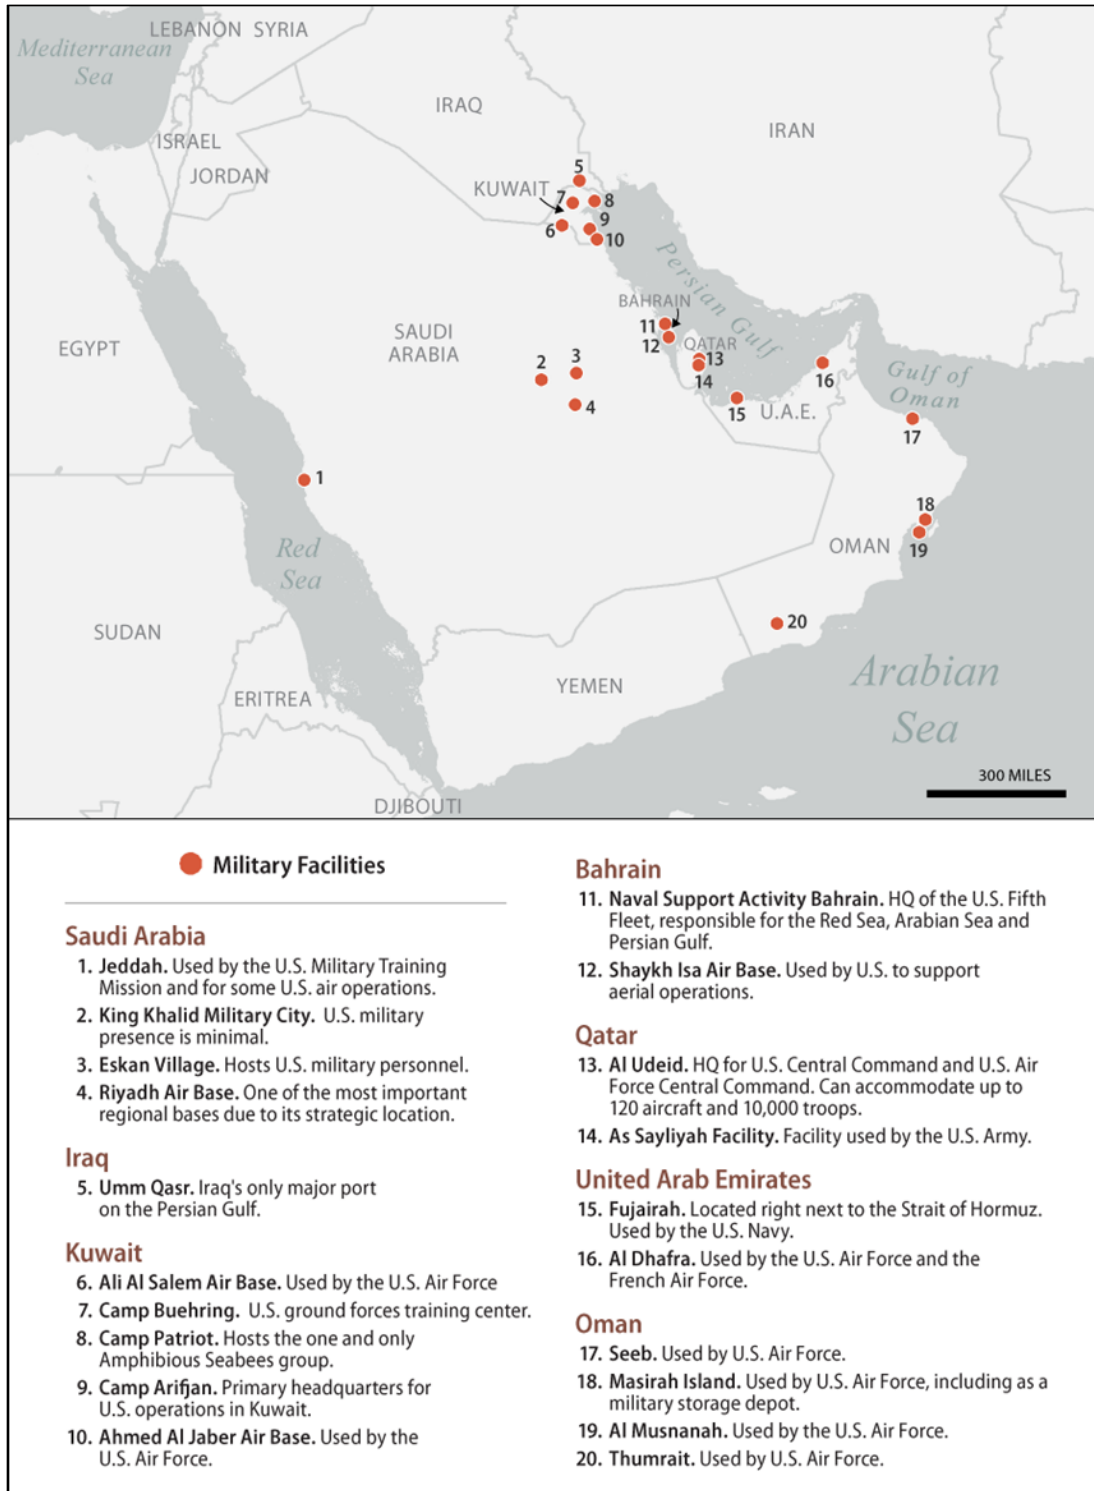 LEBANON SYRIA
Mediterranean
Sea
IRAQ
IRAN
ISRAEL
JORDAN
KUWAIT
5
7
8
6
9
10
Persian Gulf
BAHRAIN
11
12
QATAR
13
14
EGYPT
SAUDI
ARABIA
2
3
4
15
16
U.A.E.
Gulf of
Oman
17
1
18
19
OMAN
Red
Sea
20
SUDAN
ERITREA
YEMEN
Arabian
Sea
300 MILES
DJIBOUTI
Military Facilities
Saudi Arabia
1. Jeddah. Used by the U.S. Military Training
Mission and for some U.S. air operations.
2. King Khalid Military City. U.S. military
presence is minimal.
3. Eskan Village. Hosts U.S. military personnel.
4. Riyadh Air Base. One of the most important
regional bases due to its strategic location.
Iraq
5. Umm Qasr. Iraq's only major port
on the Persian Gulf.
Kuwait
6. Ali Al Salem Air Base. Used by the U.S. Air Force
7. Camp Buehring. U.S. ground forces training center.
8. Camp Patriot. Hosts the one and only
Amphibious Seabees group.
9. Camp Arifjan. Primary headquarters for
U.S. operations in Kuwait.
10. Ahmed Al Jaber Air Base. Used by the
U.S. Air Force.
Bahrain
11. Naval Support Activity Bahrain. HQ of the U.S. Fifth
Fleet, responsible for the Red Sea, Arabian Sea and
Persian Gulf.
12. Shaykh Isa Air Base. Used by U.S. to support
aerial operations.
Qatar
13. Al Udeid. HQ for U.S. Central Command and U.S. Air
Force Central Command. Can accommodate up to
120 aircraft and 10,000 troops.
14. As Sayliyah Facility. Facility used by the U.S. Army.
United Arab Emirates
15. Fujairah. Located right next to the Strait of Hormuz.
Used by the U.S. Navy.
16. Al Dhafra. Used by the U.S. Air Force and the
French Air Force.
Oman
17. Seeb. Used by U.S. Air Force.
18. Masirah Island. Used by U.S. Air Force, including as a
military storage depot.
19. Al Musnanah. Used by the U.S. Air Force.
20. Thumrait. Used by U.S. Air Force.